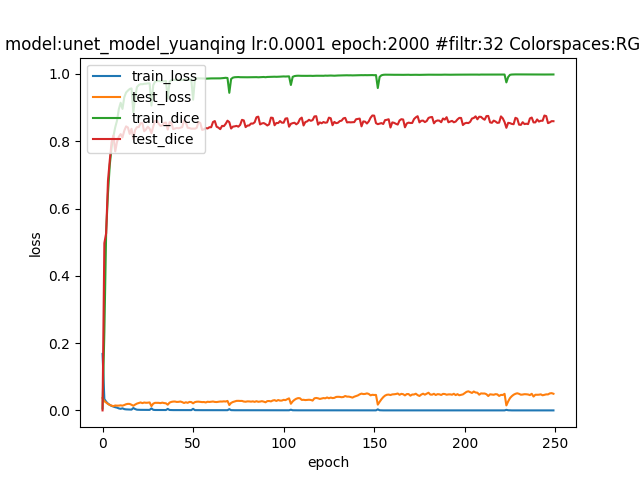 model:unet_model_yuanqing lr:0.0001 epoch:2000 #filtr:32 Colorspaces:RG
train_loss
test_loss
train_dice
test_dice
1.0
0.8
0.6
0.4
0.2
0.0
loss
0 50 100 150 200 250
epoch